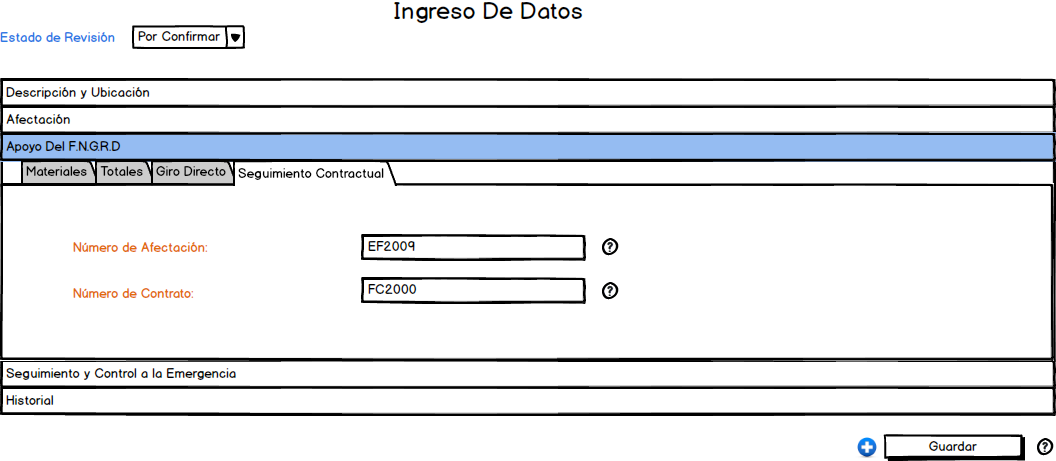 Ingreso De Datos
Estado de Revisión Por Confirmar
Descripción y Ubicación
Afectación
Apoyo Del F.N.G.R.D
Materiales Totales Giro Directo Seguimiento Contractual
Número de Afectación: EF2009 ?
Número de Contrato: FC2000 ?
Seguimiento y Control a la Emergencia
Historial
Guardar ?